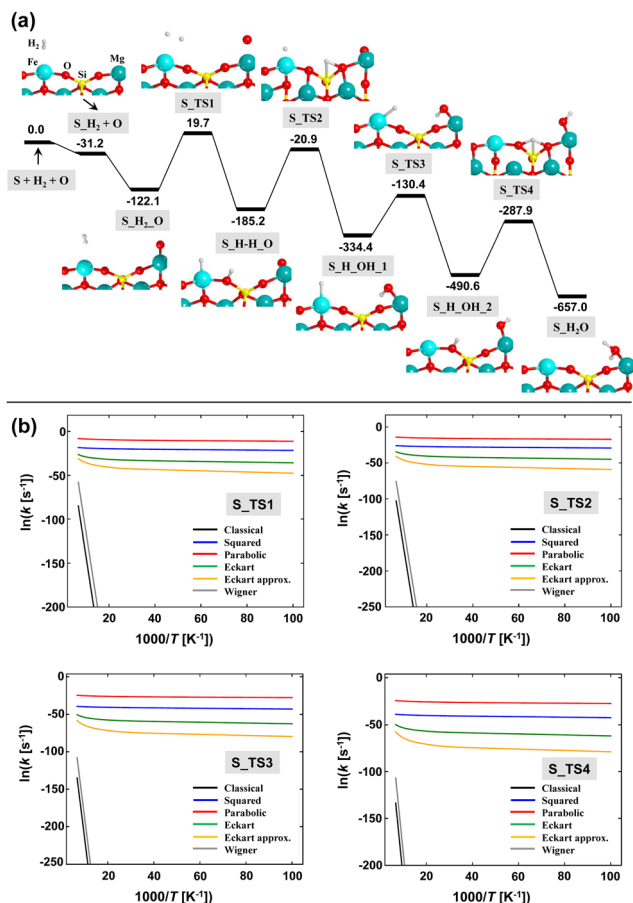 (a)
H2
Fe
O
Si
Mg
S_H2 + O
0.0
-31.2
S + H2 + O
-122.1
S_H2_O
S_TS1
19.7
-185.2
S_H-H_O
S_TS2
-20.9
-334.4
S_H_OH_1
S_TS3
-130.4
-490.6
S_H_OH_2
S_TS4
-287.9
-657.0
S_H2O
(b)
ln(k [s-1])
0
-50
-100
-150
-200
S_TS1
Classical
Squared
Parabolic
Eckart
Eckart approx.
Wigner
20 40 60 80 100
1000/T [K-1]
ln(k [s-1])
0
-50
-100
-150
-200
-250
S_TS2
Classical
Squared
Parabolic
Eckart
Eckart approx.
Wigner
20 40 60 80 100
1000/T [K-1]
ln(k [s-1])
0
-50
-100
-150
-200
-250
S_TS3
Classical
Squared
Parabolic
Eckart
Eckart approx.
Wigner
20 40 60 80 100
1000/T [K-1]
ln(k [s-1])
0
-50
-100
-150
-200
S_TS4
Classical
Squared
Parabolic
Eckart
Eckart approx.
Wigner
20 40 60 80 100
1000/T [K-1]